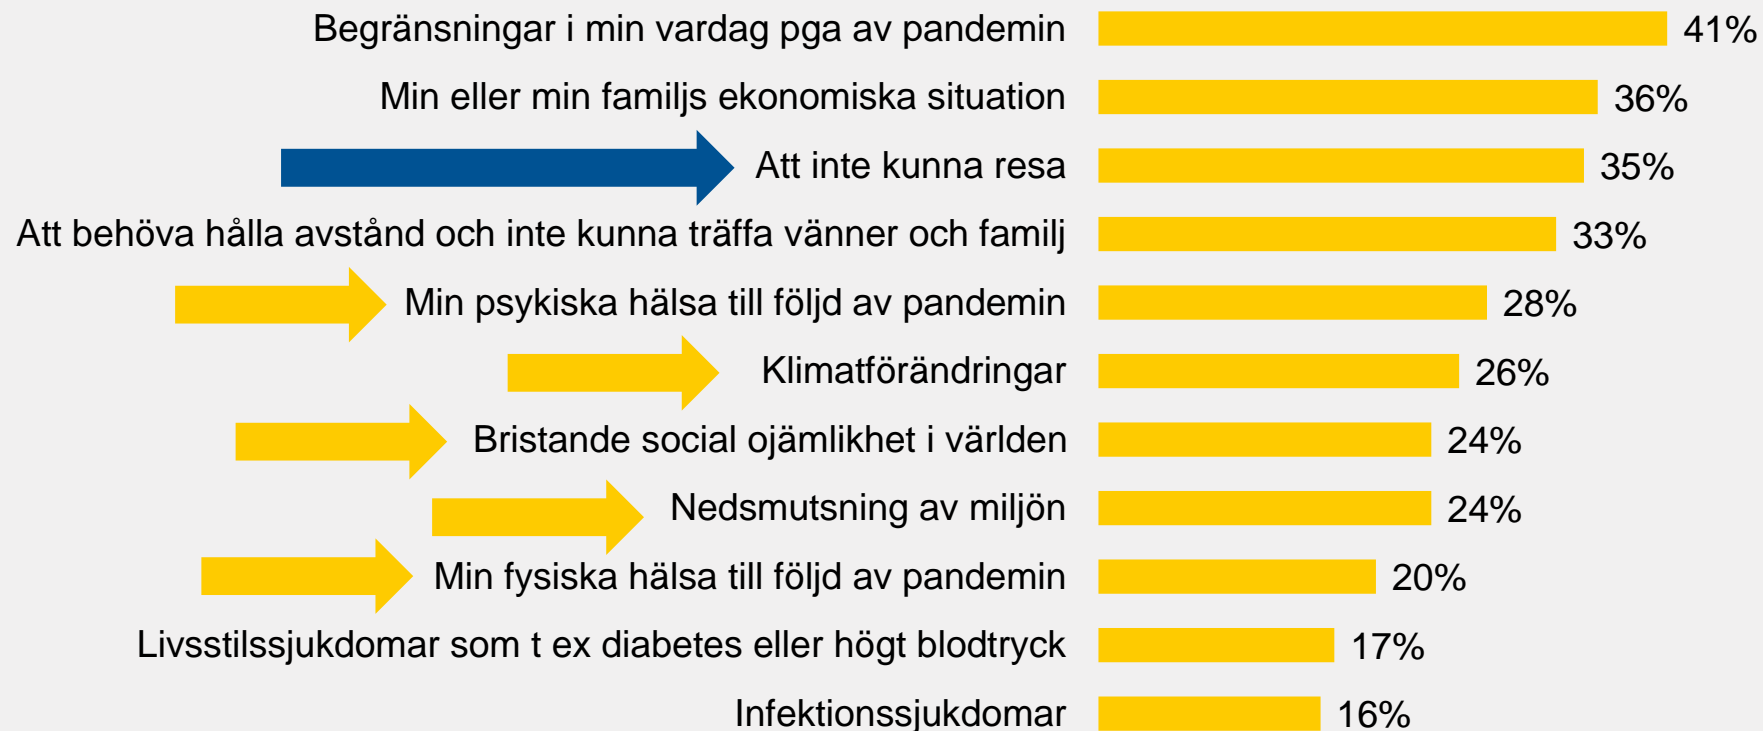 Begränsningar i min vardag pga av pandemin 41%
Min eller min familjs ekonomiska situation 36%
Att inte kunna resa 35%
Att behöva hålla avstånd och inte kunna träffa vänner och familj 33%
Min psykiska hälsa till följd av pandemin 28%
Klimatförändringar 26%
Bristande social ojämlikhet i världen 24%
Nedsmutsning av miljön 24%
Min fysiska hälsa till följd av pandemin 20%
Livsstilssjukdomar som t ex diabetes eller högt blodtryck 17%
Infektionssjukdomar 16%